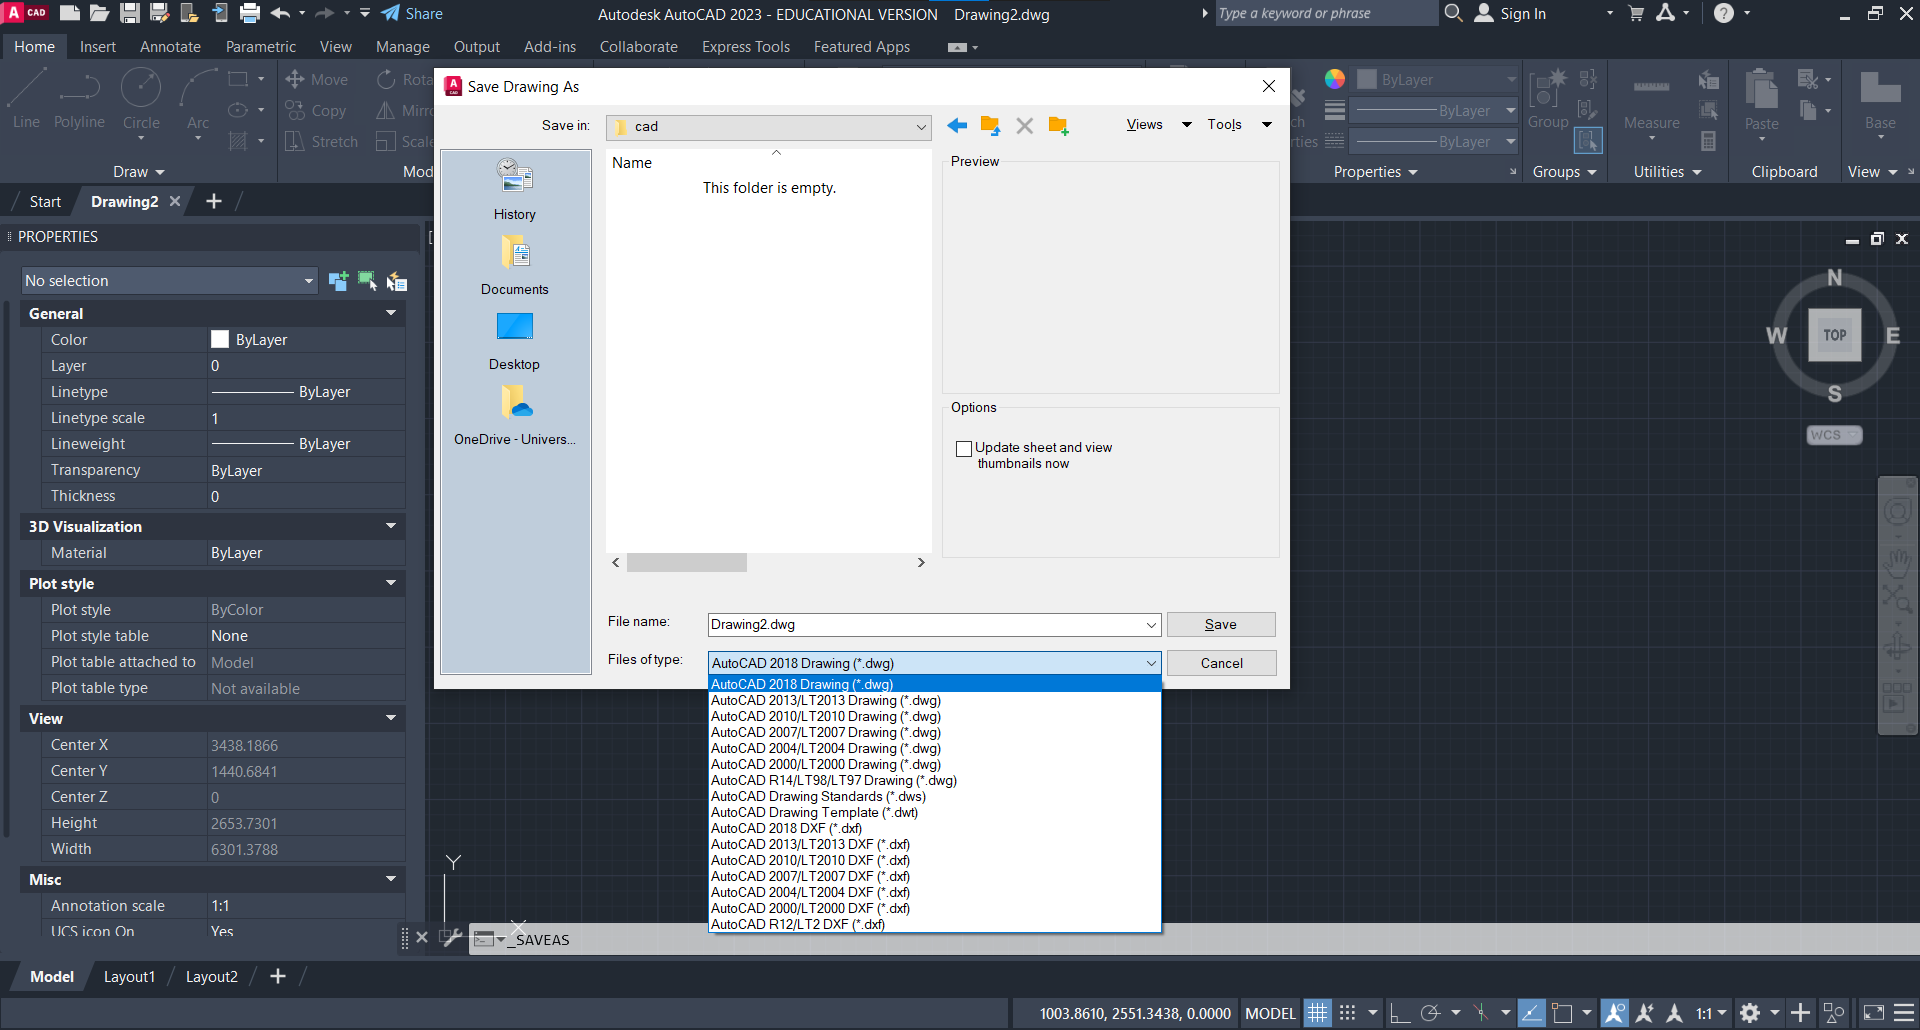 A CAD
Share
Autodesk AutoCAD 2023 - EDUCATIONAL VERSION Drawing2.dwg
Type a keyword or phrase
Sign In
?
Home Insert Annotate Parametric View Manage Output Add-ins Collaborate Express Tools Featured Apps
Line Polyline Circle Arc
Draw
Move
Copy
Stretch
Save Drawing As
Save in: cad
Views Tools
Name
This folder is empty.
Preview
History
Documents
Desktop
OneDrive - Univers...
Options
Update sheet and view
thumbnails now
File name: Drawing2.dwg
Save
Files of type: AutoCAD 2018 Drawing (*.dwg)
Cancel
AutoCAD 2018 Drawing (*.dwg)
AutoCAD 2013/LT2013 Drawing (*.dwg)
AutoCAD 2010/LT2010 Drawing (*.dwg)
AutoCAD 2007/LT2007 Drawing (*.dwg)
AutoCAD 2004/LT2004 Drawing (*.dwg)
AutoCAD 2000/LT2000 Drawing (*.dwg)
AutoCAD R14/LT98/LT97 Drawing (*.dwg)
AutoCAD Drawing Standards (*.dws)
AutoCAD Drawing Template (*.dwt)
AutoCAD 2018 DXF (*.dxf)
AutoCAD 2013/LT2013 DXF (*.dxf)
AutoCAD 2010/LT2010 DXF (*.dxf)
AutoCAD 2007/LT2007 DXF (*.dxf)
AutoCAD 2004/LT2004 DXF (*.dxf)
AutoCAD 2000/LT2000 DXF (*.dxf)
AutoCAD R12/LT2 DXF (*.dxf)
ByLayer
ByLayer
ByLayer
Properties
Group
Groups
Measure
Utilities
Paste
Clipboard
Base
View
Start Drawing2
PROPERTIES
No selection
General
Color ByLayer
Layer 0
Linetype ByLayer
Linetype scale 1
Lineweight ByLayer
Transparency ByLayer
Thickness 0
3D Visualization
Material ByLayer
Plot style
Plot style ByColor
Plot style table None
Plot table attached to Model
Plot table type Not available
View
Center X 3438.1866
Center Y 1440.6841
Center Z 0
Height 2653.7301
Width 6301.3788
Misc
Annotation scale 1:1
UCS icon On Yes
N
W TOP E
S
WCS
Y
X
_SAVEAS
Model Layout1 Layout2
1003.8610, 2551.3438, 0.0000 MODEL 1:1